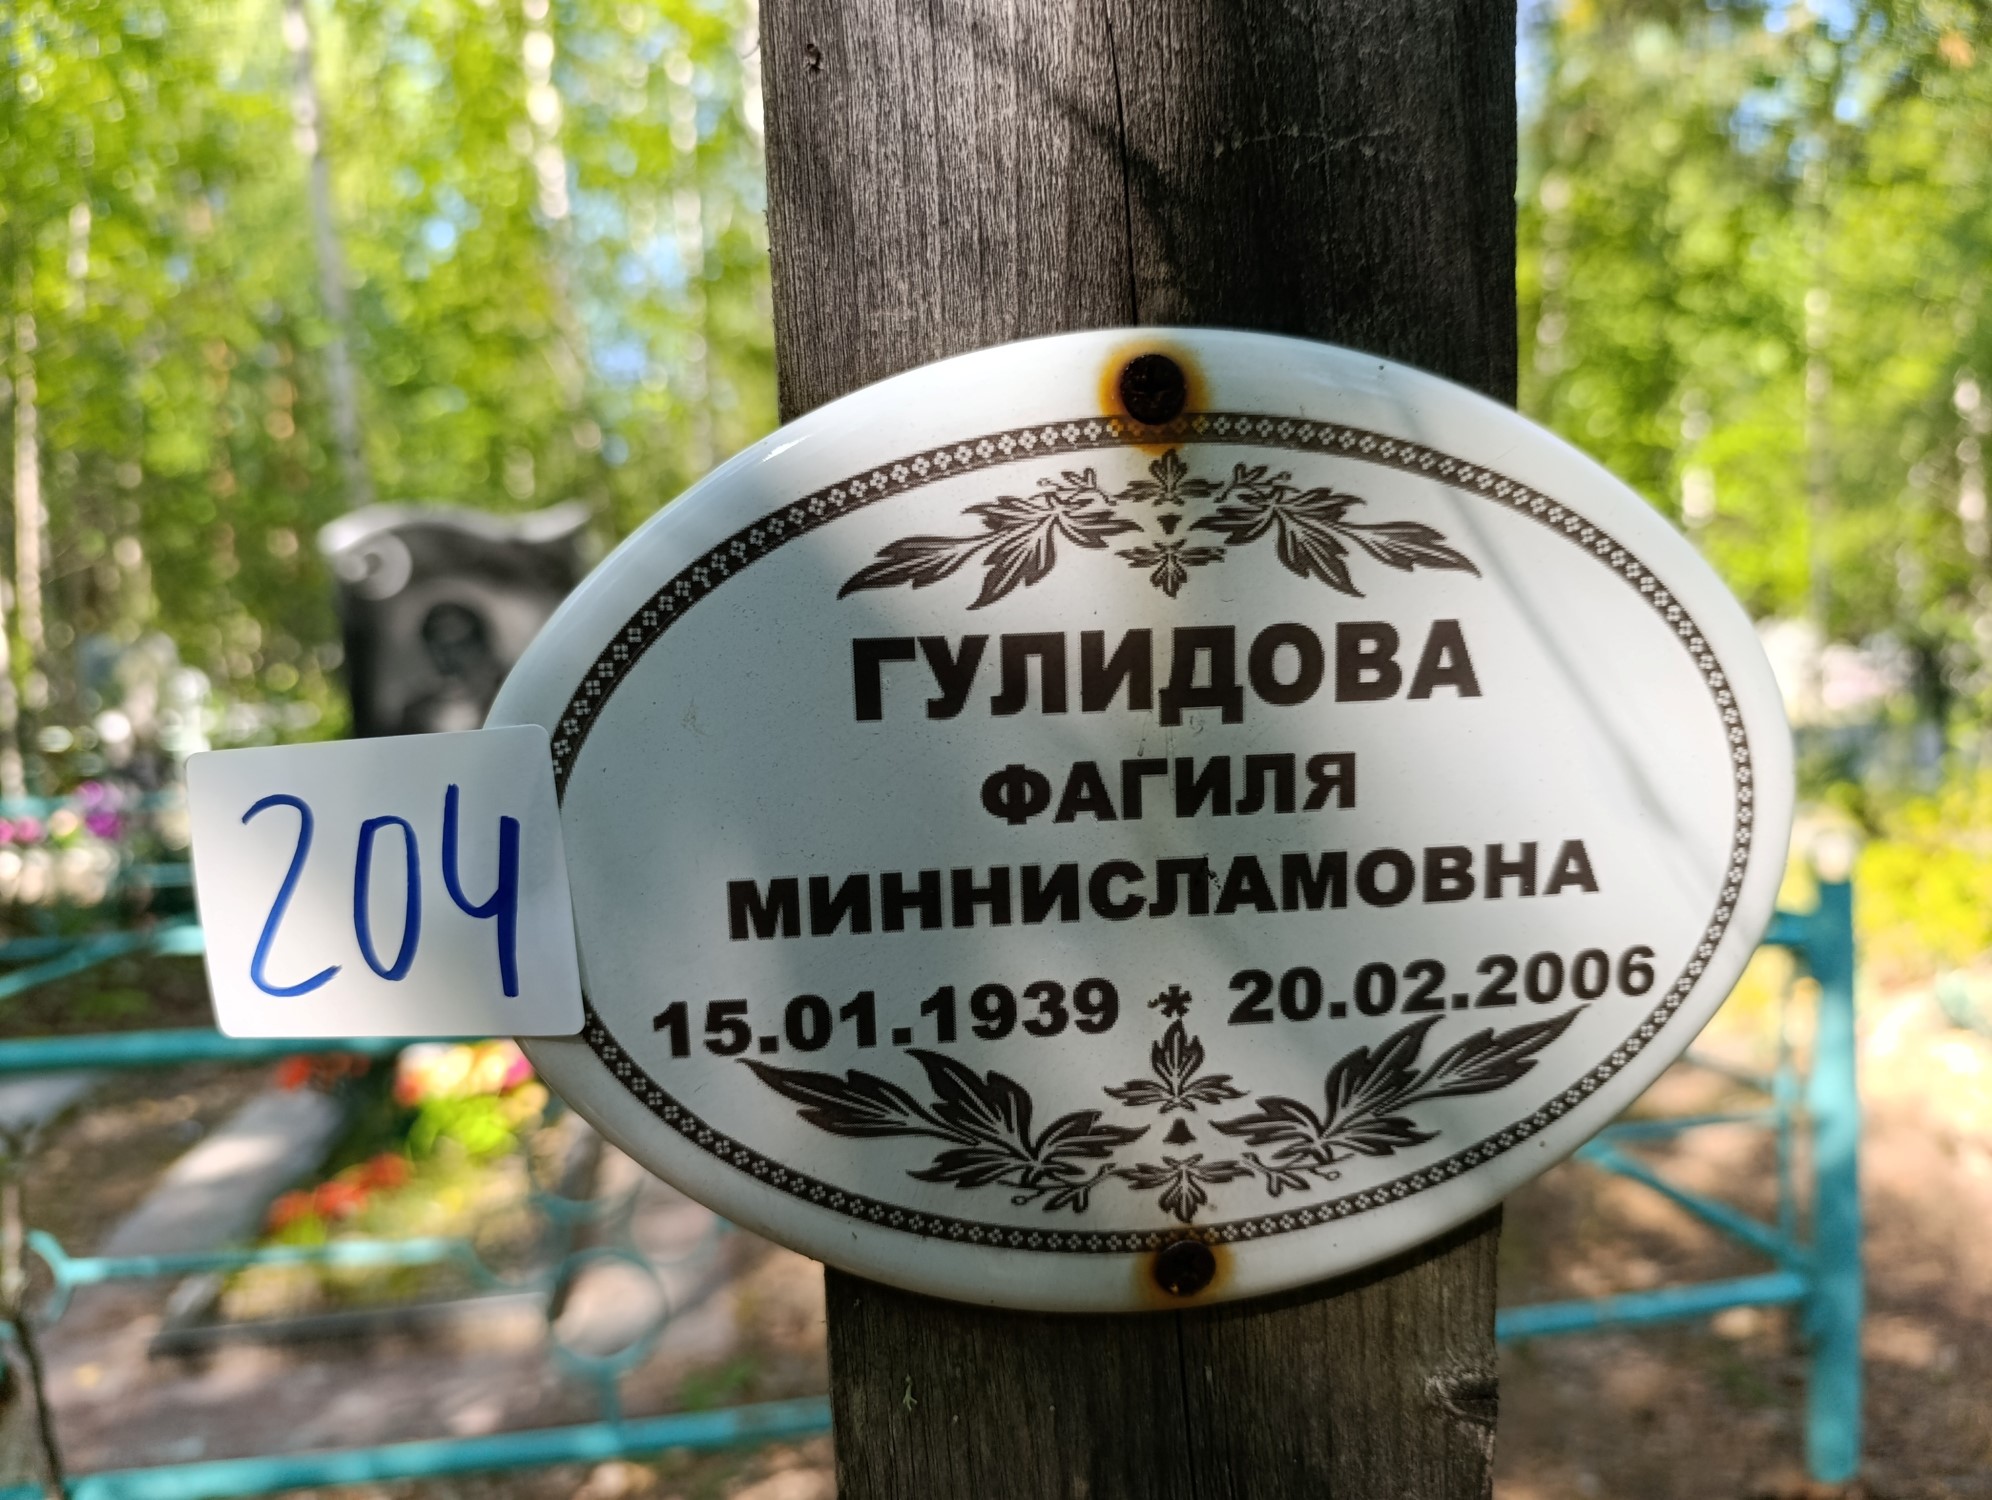 ГУЛИДОВА
ФАГИЛЯ
МИННИСЛАМОВНА
15.01.1939 * 20.02.2006
204